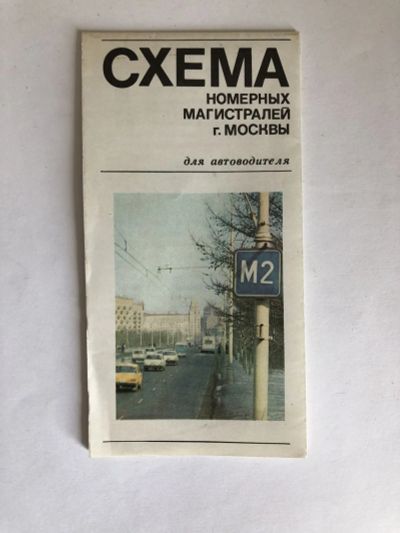 СХЕМА
НОМЕРНЫХ
МАГИСТРАЛЕЙ
г. МОСКВЫ
для автоводителя
М2